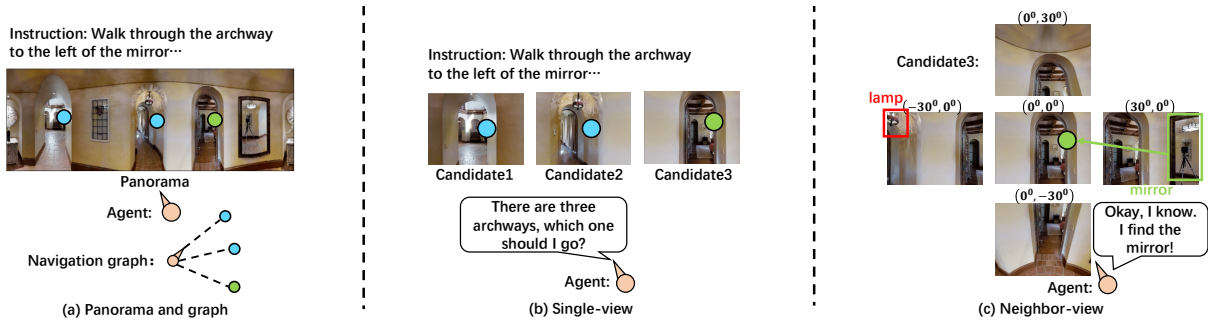 Instruction: Walk through the archway
to the left of the mirror…
Panorama
Agent:
Navigation graph:
(a) Panorama and graph
Instruction: Walk through the archway
to the left of the mirror…
Candidate1 Candidate2 Candidate3
There are three
archways, which one
should I go?
Agent:
(b) Single-view
(0⁰, 30⁰)
Candidate3:
lamp
(−30⁰, 0⁰) (0⁰, 0⁰) (30⁰, 0⁰)
mirror
(0⁰, −30⁰)
Okay, I know.
I find the
mirror!
Agent:
(c) Neighbor-view